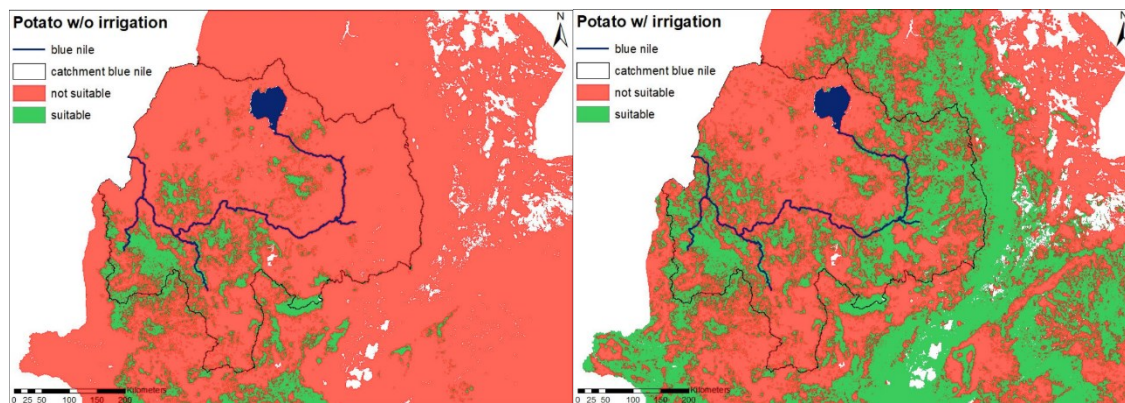 Potato w/o irrigation
N
blue nile
catchment blue nile
not suitable
suitable
Kilometers
0 25 50 100 150 200
Potato w/ irrigation
N
blue nile
catchment blue nile
not suitable
suitable
Kilometers
0 25 50 100 150 200